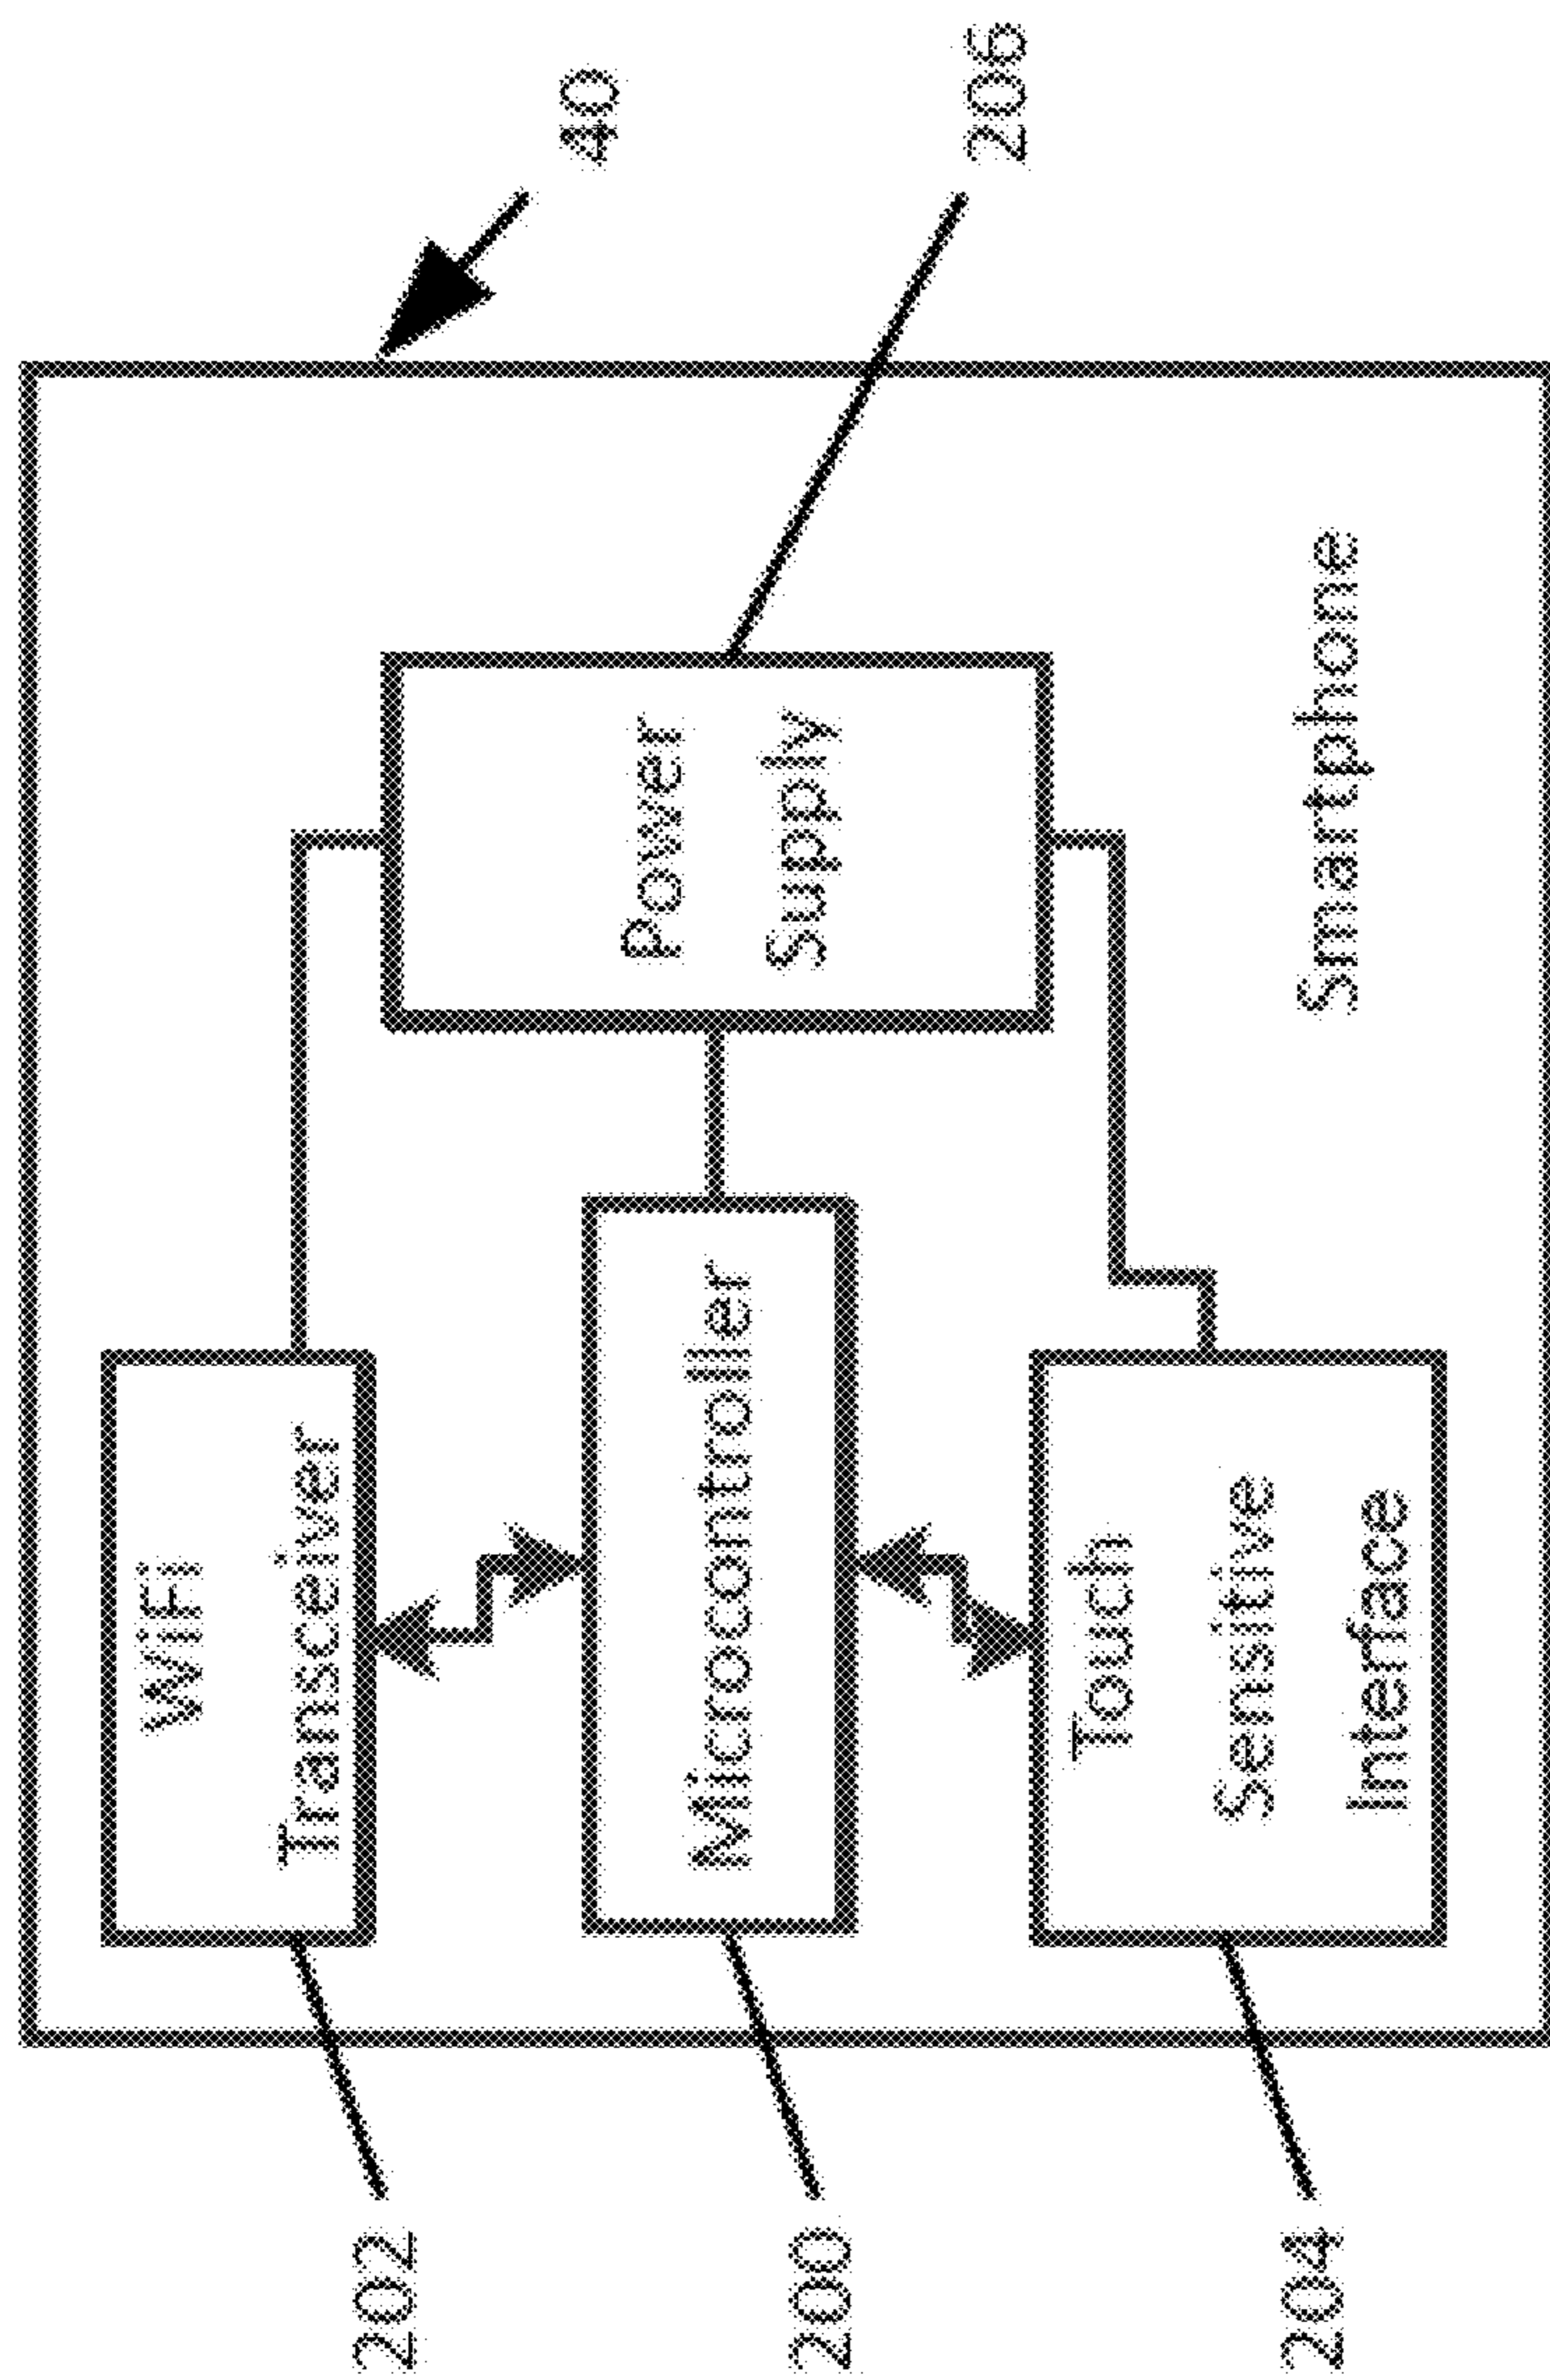 202
WiFi
Transceiver
40
200
Microcontroller
Power
Supply
206
204
Touch
Sensitive
Interface
Smartphone